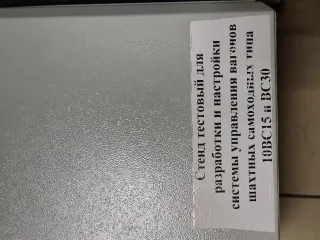 Стенд тестовый для
разработки и настройки
системы управления вагонов
шахтных самоходных типа
10ВС15 и ВС30